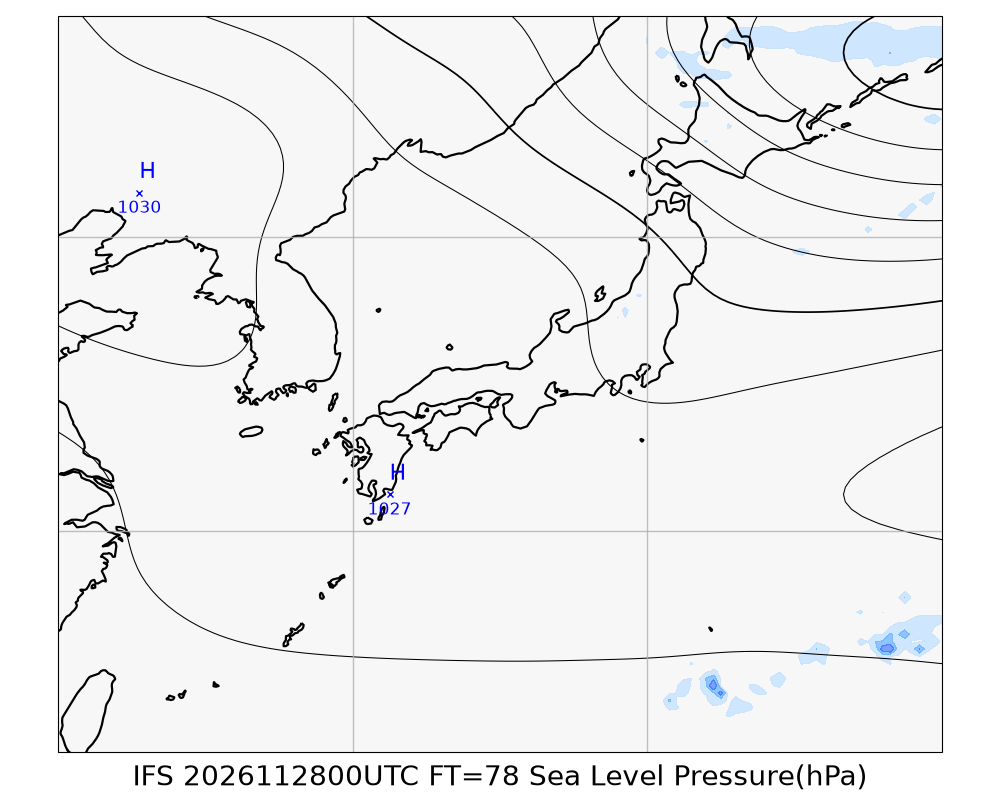 H
×
1030
H
×
1027
IFS 2026112800UTC FT=78 Sea Level Pressure(hPa)